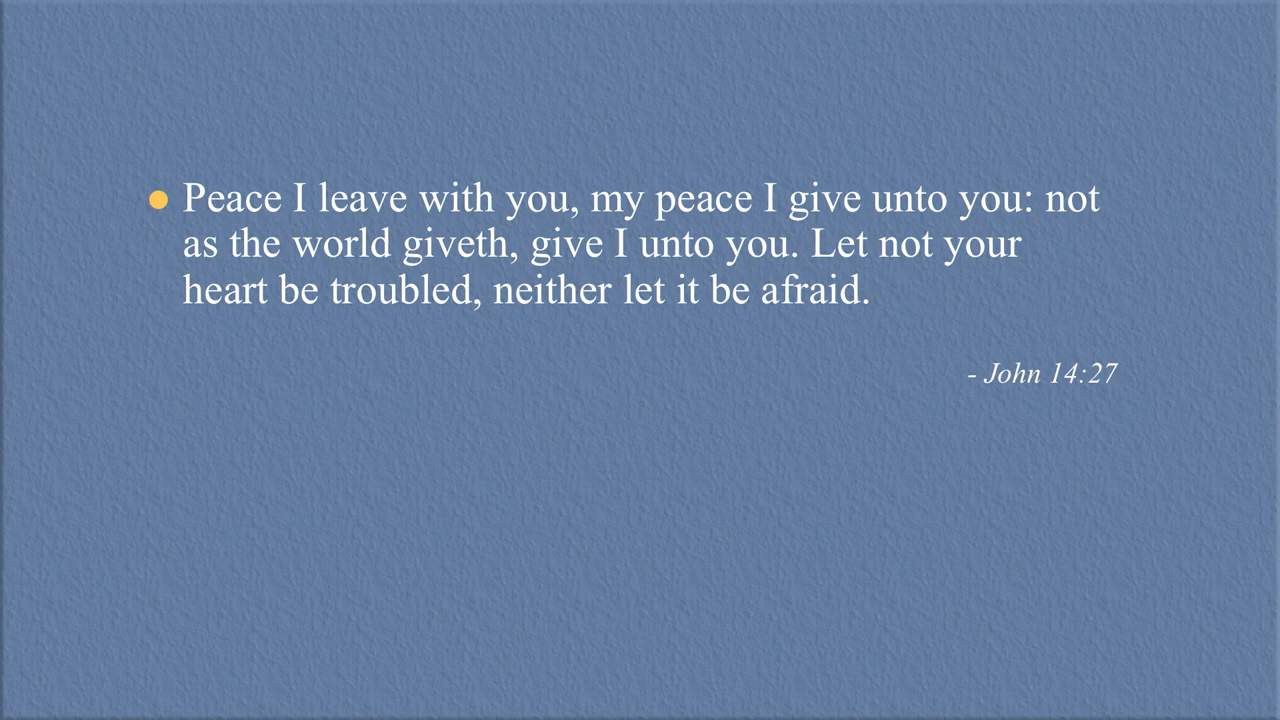 Peace I leave with you, my peace I give unto you: not
as the world giveth, give I unto you. Let not your
heart be troubled, neither let it be afraid.
- John 14:27